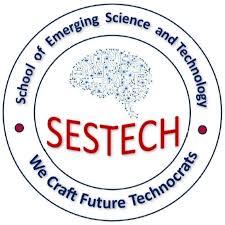 School of Emerging Science and Technology
SESTECH
We Craft Future Technocrats